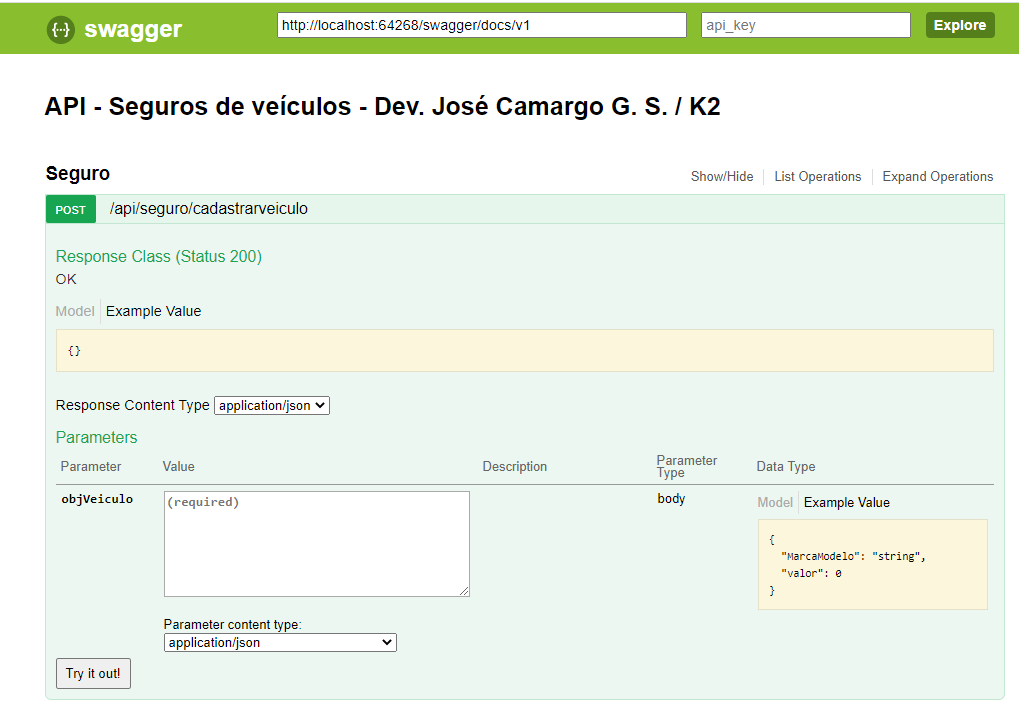 {···} swagger http://localhost:64268/swagger/docs/v1 api_key Explore
API - Seguros de veículos - Dev. José Camargo G. S. / K2
Seguro Show/Hide List Operations Expand Operations
POST /api/seguro/cadastrarveiculo
Response Class (Status 200)
OK
Model Example Value
{}
Response Content Type application/json
Parameters
Parameter Value Description Parameter Type Data Type
objVeiculo (required) body Model Example Value
{
"MarcaModelo": "string",
"valor": 0
}
Parameter content type:
application/json
Try it out!